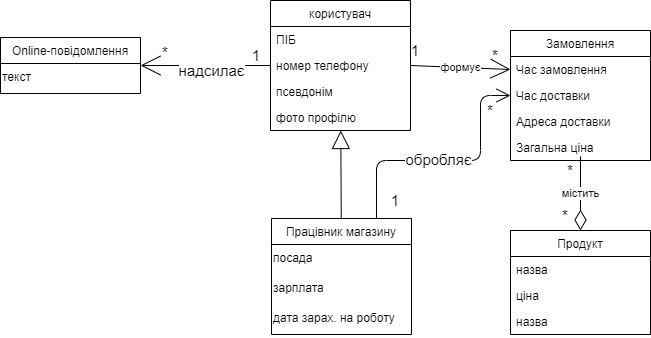 користувач
ПІБ
номер телефону
псевдонім
фото профілю
Online-повідомлення
текст
*
надсилає
1
1
формує
*
Замовлення
Час замовлення
Час доставки
Адреса доставки
Загальна ціна
*
обробляє
1
*
містить
*
Працівник магазину
посада
зарплата
дата зарах. на роботу
Продукт
назва
ціна
назва